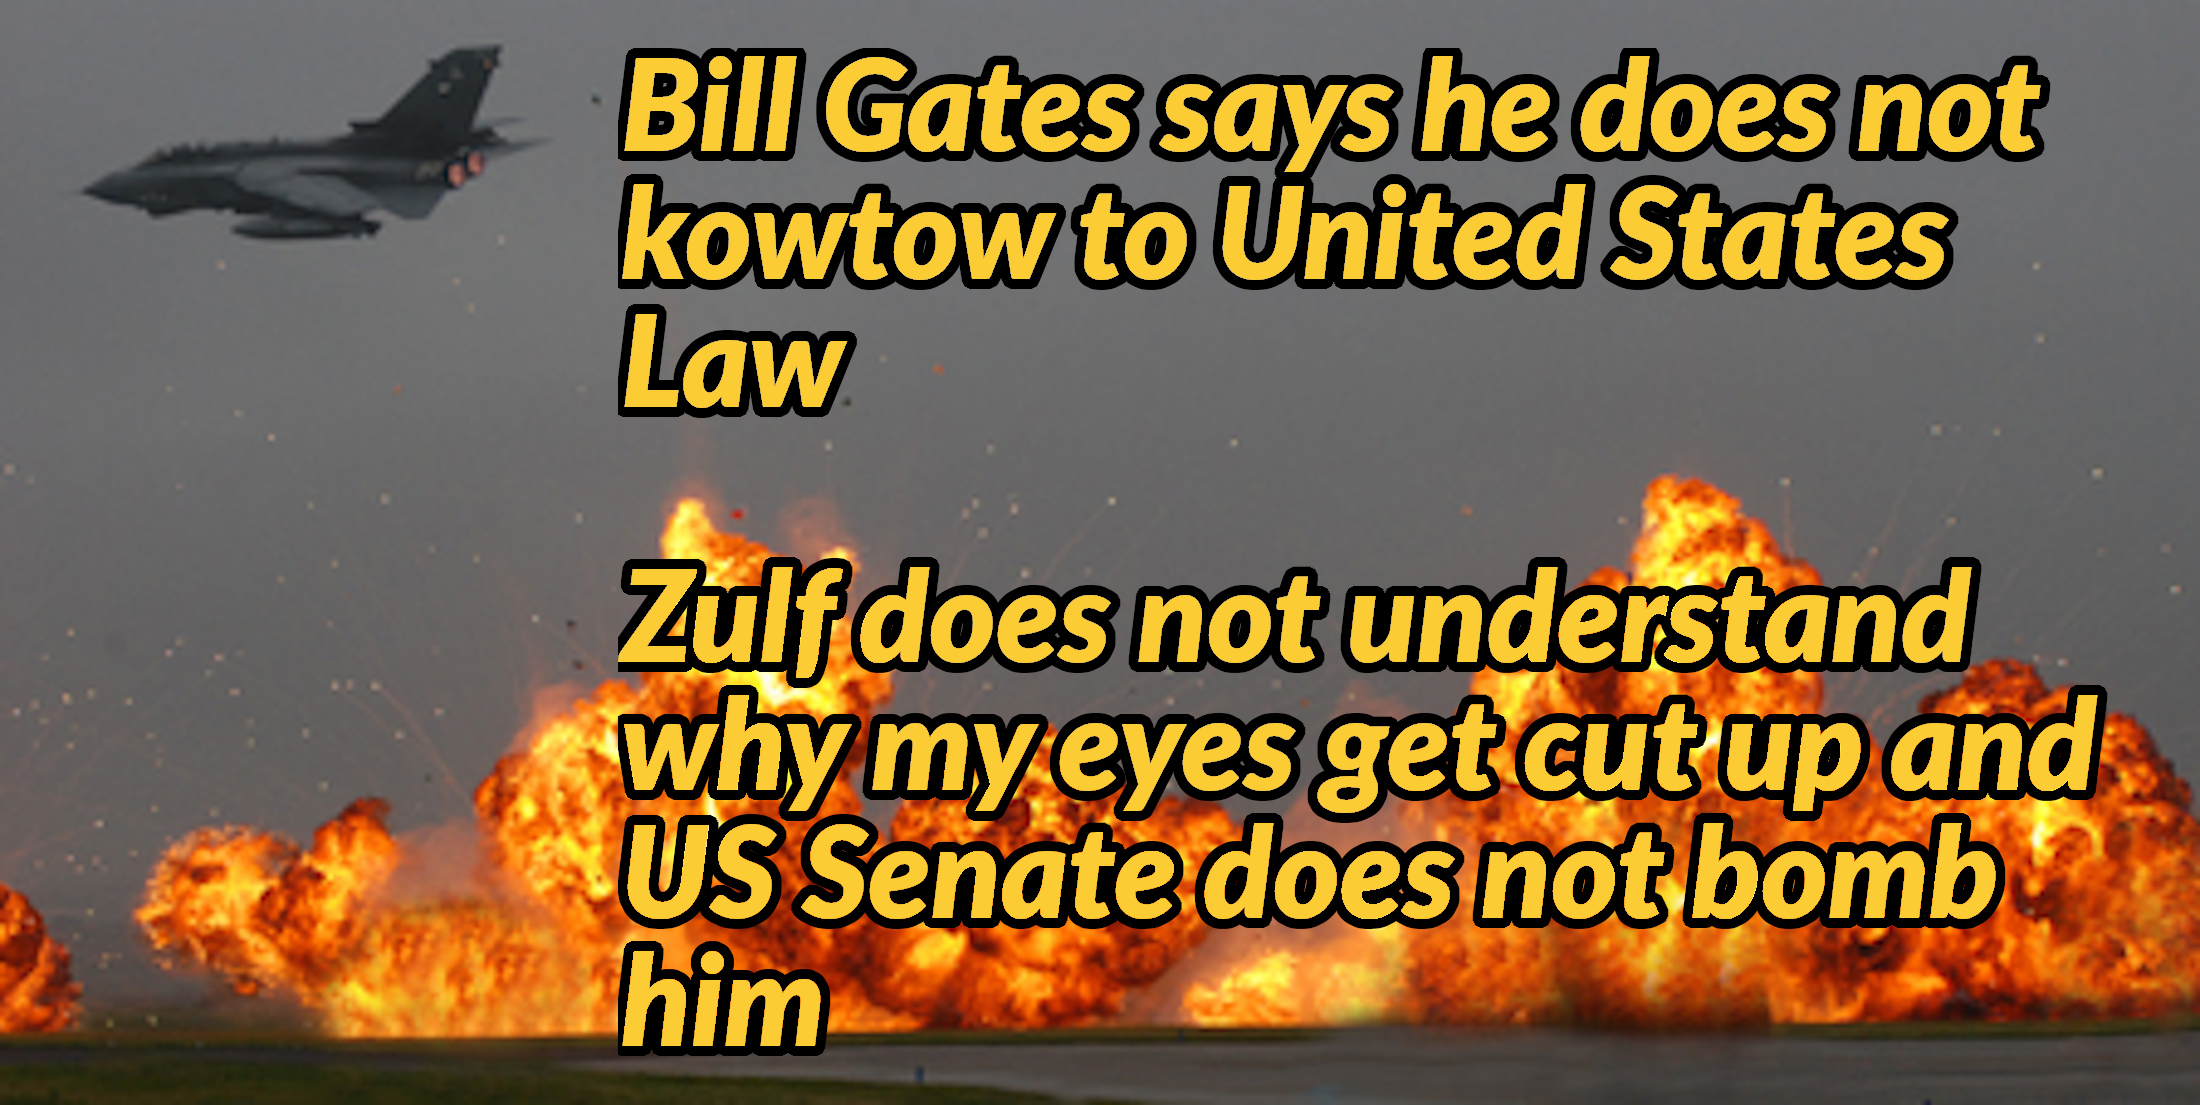 Bill Gates says he does not
kowtow to United States
Law
Zulf does not understand
why my eyes get cut up and
US Senate does not bomb
him